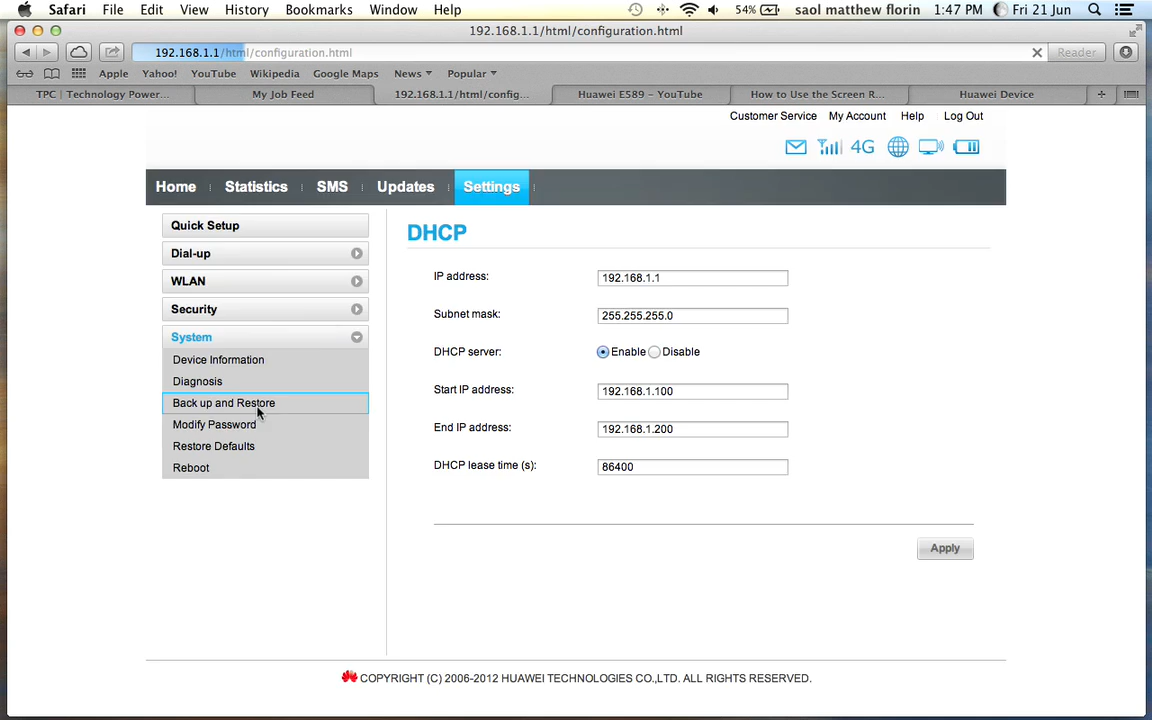 Safari File Edit View History Bookmarks Window Help 54% saol matthew florin 1:47 PM Fri 21 Jun
192.168.1.1/html/configuration.html
192.168.1.1/html/configuration.html Reader
Apple Yahoo! YouTube Wikipedia Google Maps News Popular
TPC | Technology Power... My Job Feed 192.168.1.1/html/config... Huawei E589 – YouTube How to Use the Screen R... Huawei Device
Customer Service My Account Help Log Out
4G
Home Statistics SMS Updates Settings
Quick Setup
Dial-up
WLAN
Security
System
Device Information
Diagnosis
Back up and Restore
Modify Password
Restore Defaults
Reboot
DHCP
IP address: 192.168.1.1
Subnet mask: 255.255.255.0
DHCP server: Enable Disable
Start IP address: 192.168.1.100
End IP address: 192.168.1.200
DHCP lease time (s): 86400
Apply
COPYRIGHT (C) 2006-2012 HUAWEI TECHNOLOGIES CO.,LTD. ALL RIGHTS RESERVED.